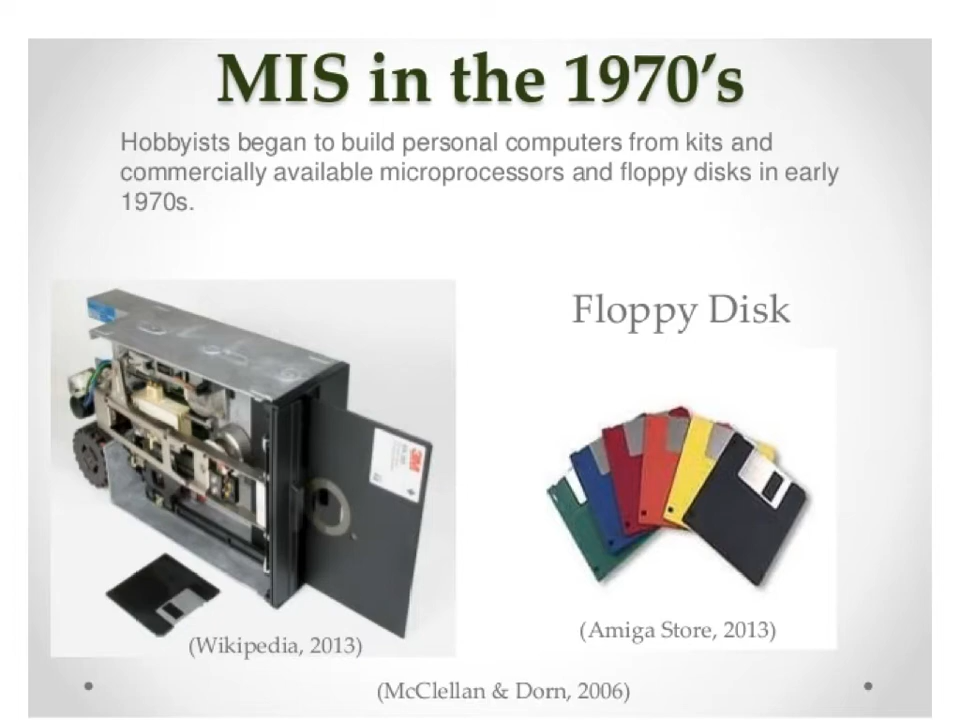 MIS in the 1970’s
Hobbyists began to build personal computers from kits and
commercially available microprocessors and floppy disks in early
1970s.
Floppy Disk
3M
(Wikipedia, 2013)
(Amiga Store, 2013)
(McClellan & Dorn, 2006)